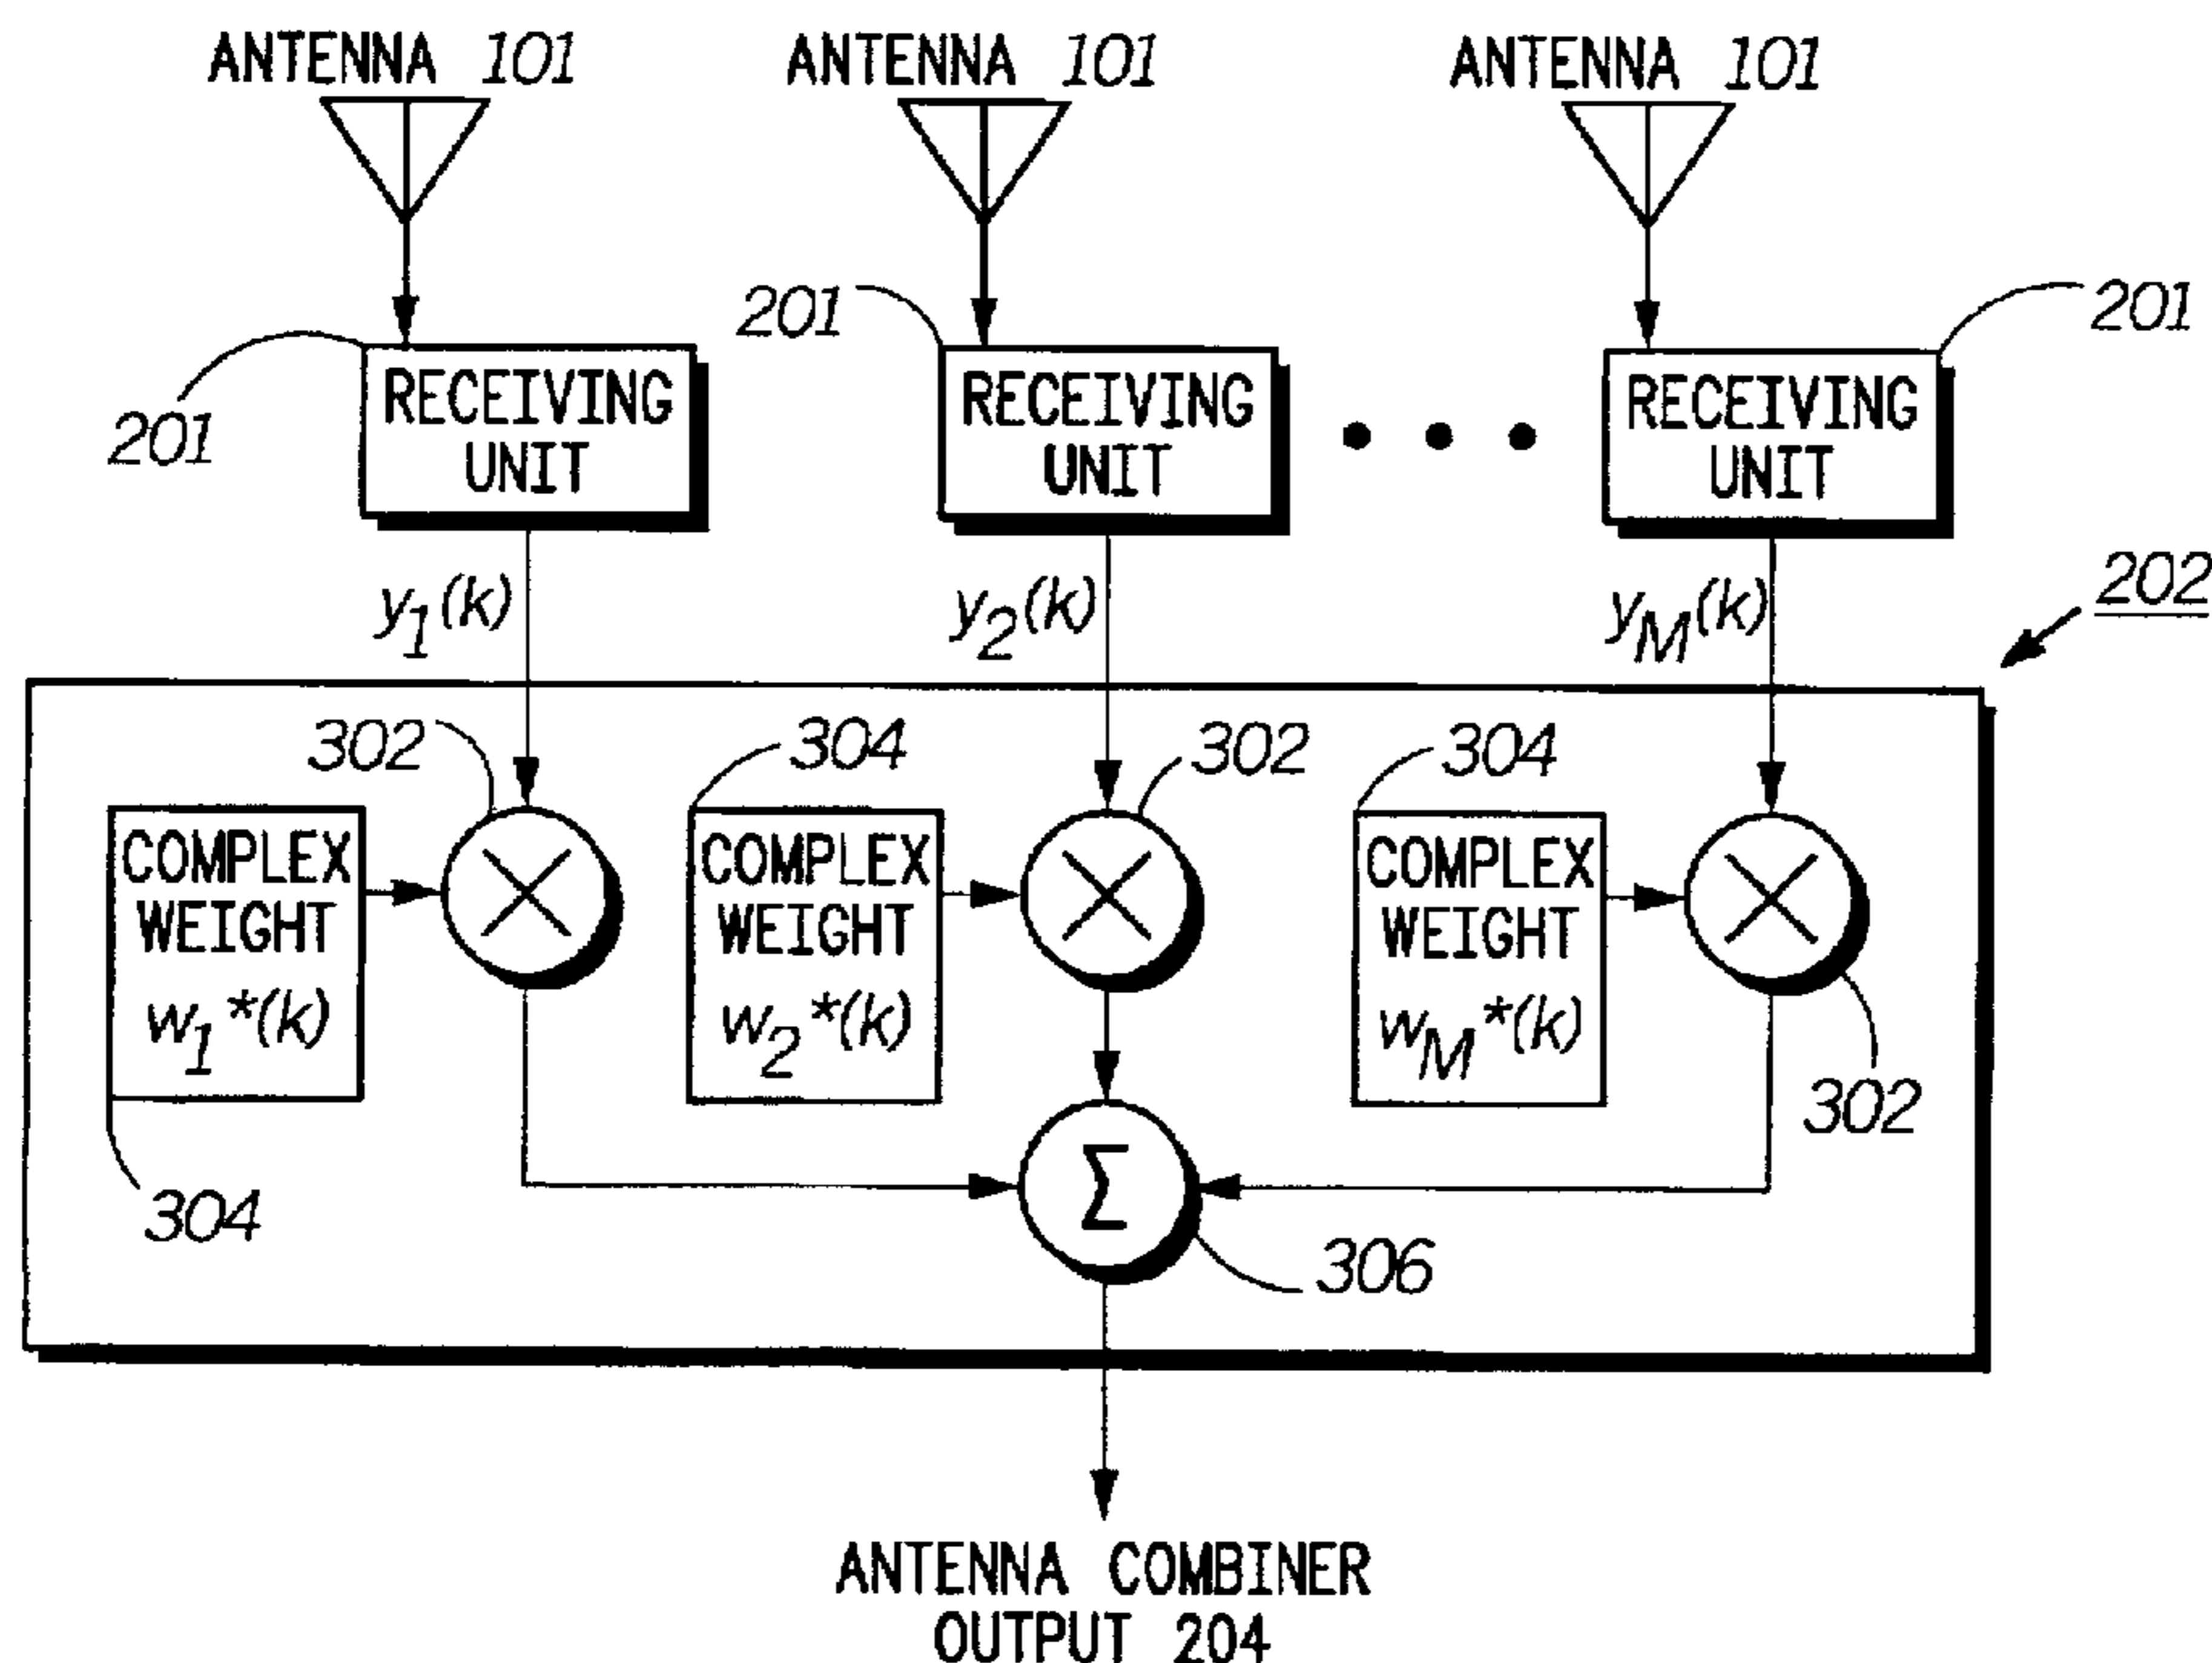 ANTENNA 101
ANTENNA 101
ANTENNA 101
201
201
201
RECEIVING
UNIT
RECEIVING
UNIT
RECEIVING
UNIT
y1(k)
y2(k)
yM(k)
202
302
304
302
304
COMPLEX
WEIGHT
w1*(k)
COMPLEX
WEIGHT
w2*(k)
COMPLEX
WEIGHT
wM*(k)
302
304
Σ
306
ANTENNA COMBINER
OUTPUT 204